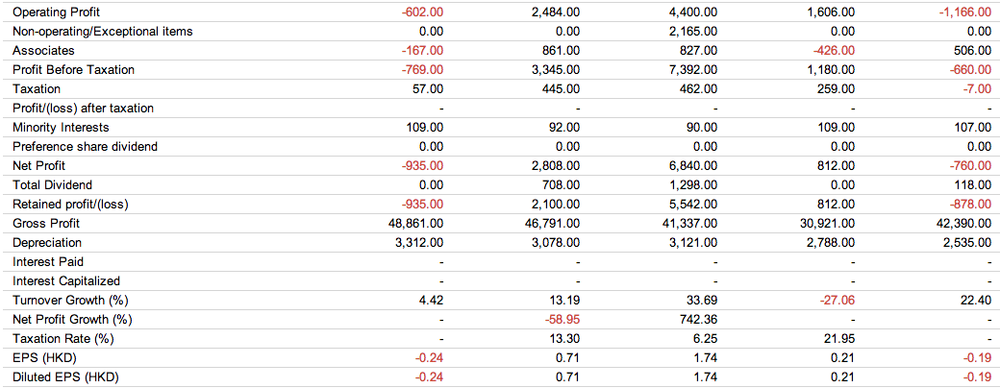 Operating Profit -602.00 2,484.00 4,400.00 1,606.00 -1,166.00
Non-operating/Exceptional items 0.00 0.00 2,165.00 0.00 0.00
Associates -167.00 861.00 827.00 -426.00 506.00
Profit Before Taxation -769.00 3,345.00 7,392.00 1,180.00 -660.00
Taxation 57.00 445.00 462.00 259.00 -7.00
Profit/(loss) after taxation - - - - -
Minority Interests 109.00 92.00 90.00 109.00 107.00
Preference share dividend 0.00 0.00 0.00 0.00 0.00
Net Profit -935.00 2,808.00 6,840.00 812.00 -760.00
Total Dividend 0.00 708.00 1,298.00 0.00 118.00
Retained profit/(loss) -935.00 2,100.00 5,542.00 812.00 -878.00
Gross Profit 48,861.00 46,791.00 41,337.00 30,921.00 42,390.00
Depreciation 3,312.00 3,078.00 3,121.00 2,788.00 2,535.00
Interest Paid - - - - -
Interest Capitalized - - - - -
Turnover Growth (%) 4.42 13.19 33.69 -27.06 22.40
Net Profit Growth (%) - -58.95 742.36 - -
Taxation Rate (%) - 13.30 6.25 21.95 -
EPS (HKD) -0.24 0.71 1.74 0.21 -0.19
Diluted EPS (HKD) -0.24 0.71 1.74 0.21 -0.19